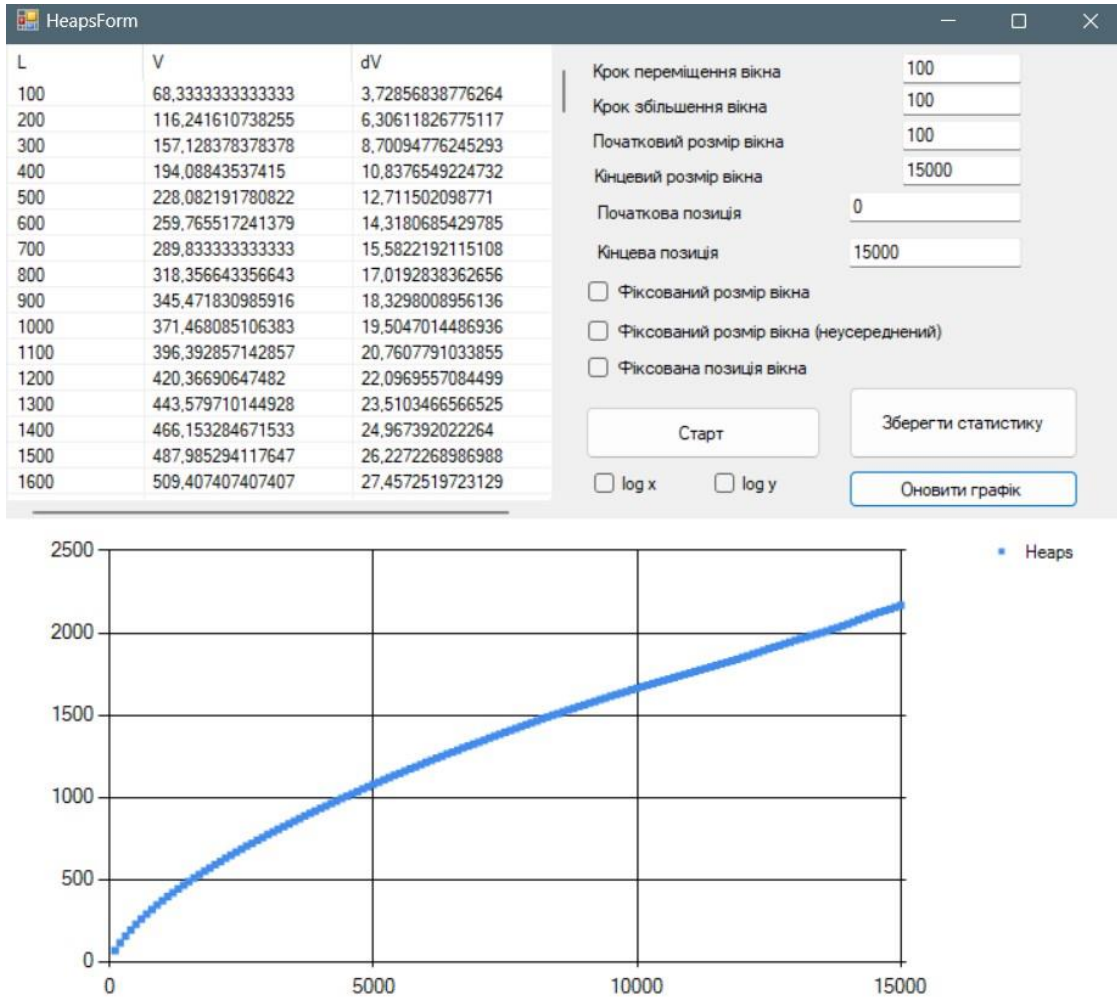 HeapsForm
L V dV
100 68,3333333333333 3,72856838776264
200 116,241610738255 6,30611826775117
300 157,128378378378 8,70094776245293
400 194,08843537415 10,8376549224732
500 228,082191780822 12,711502098771
600 259,765517241379 14,3180685429785
700 289,833333333333 15,5822192115108
800 318,356643356643 17,0192838362656
900 345,471830985916 18,3298008956136
1000 371,468085106383 19,5047014486936
1100 396,392857142857 20,7607791033855
1200 420,36690647482 22,0969557084499
1300 443,579710144928 23,5103466566525
1400 466,153284671533 24,967392022264
1500 487,985294117647 26,2272268986988
1600 509,407407407407 27,4572519723129
Крок переміщення вікна 100
Крок збільшення вікна 100
Початковий розмір вікна 100
Кінцевий розмір вікна 15000
Початкова позиція 0
Кінцева позиція 15000
Фіксований розмір вікна
Фіксований розмір вікна (неусереднений)
Фіксована позиція вікна
Старт
Зберегти статистику
log x log y
Оновити графік
2500
2000
1500
1000
500
0
0 5000 10000 15000
Heaps